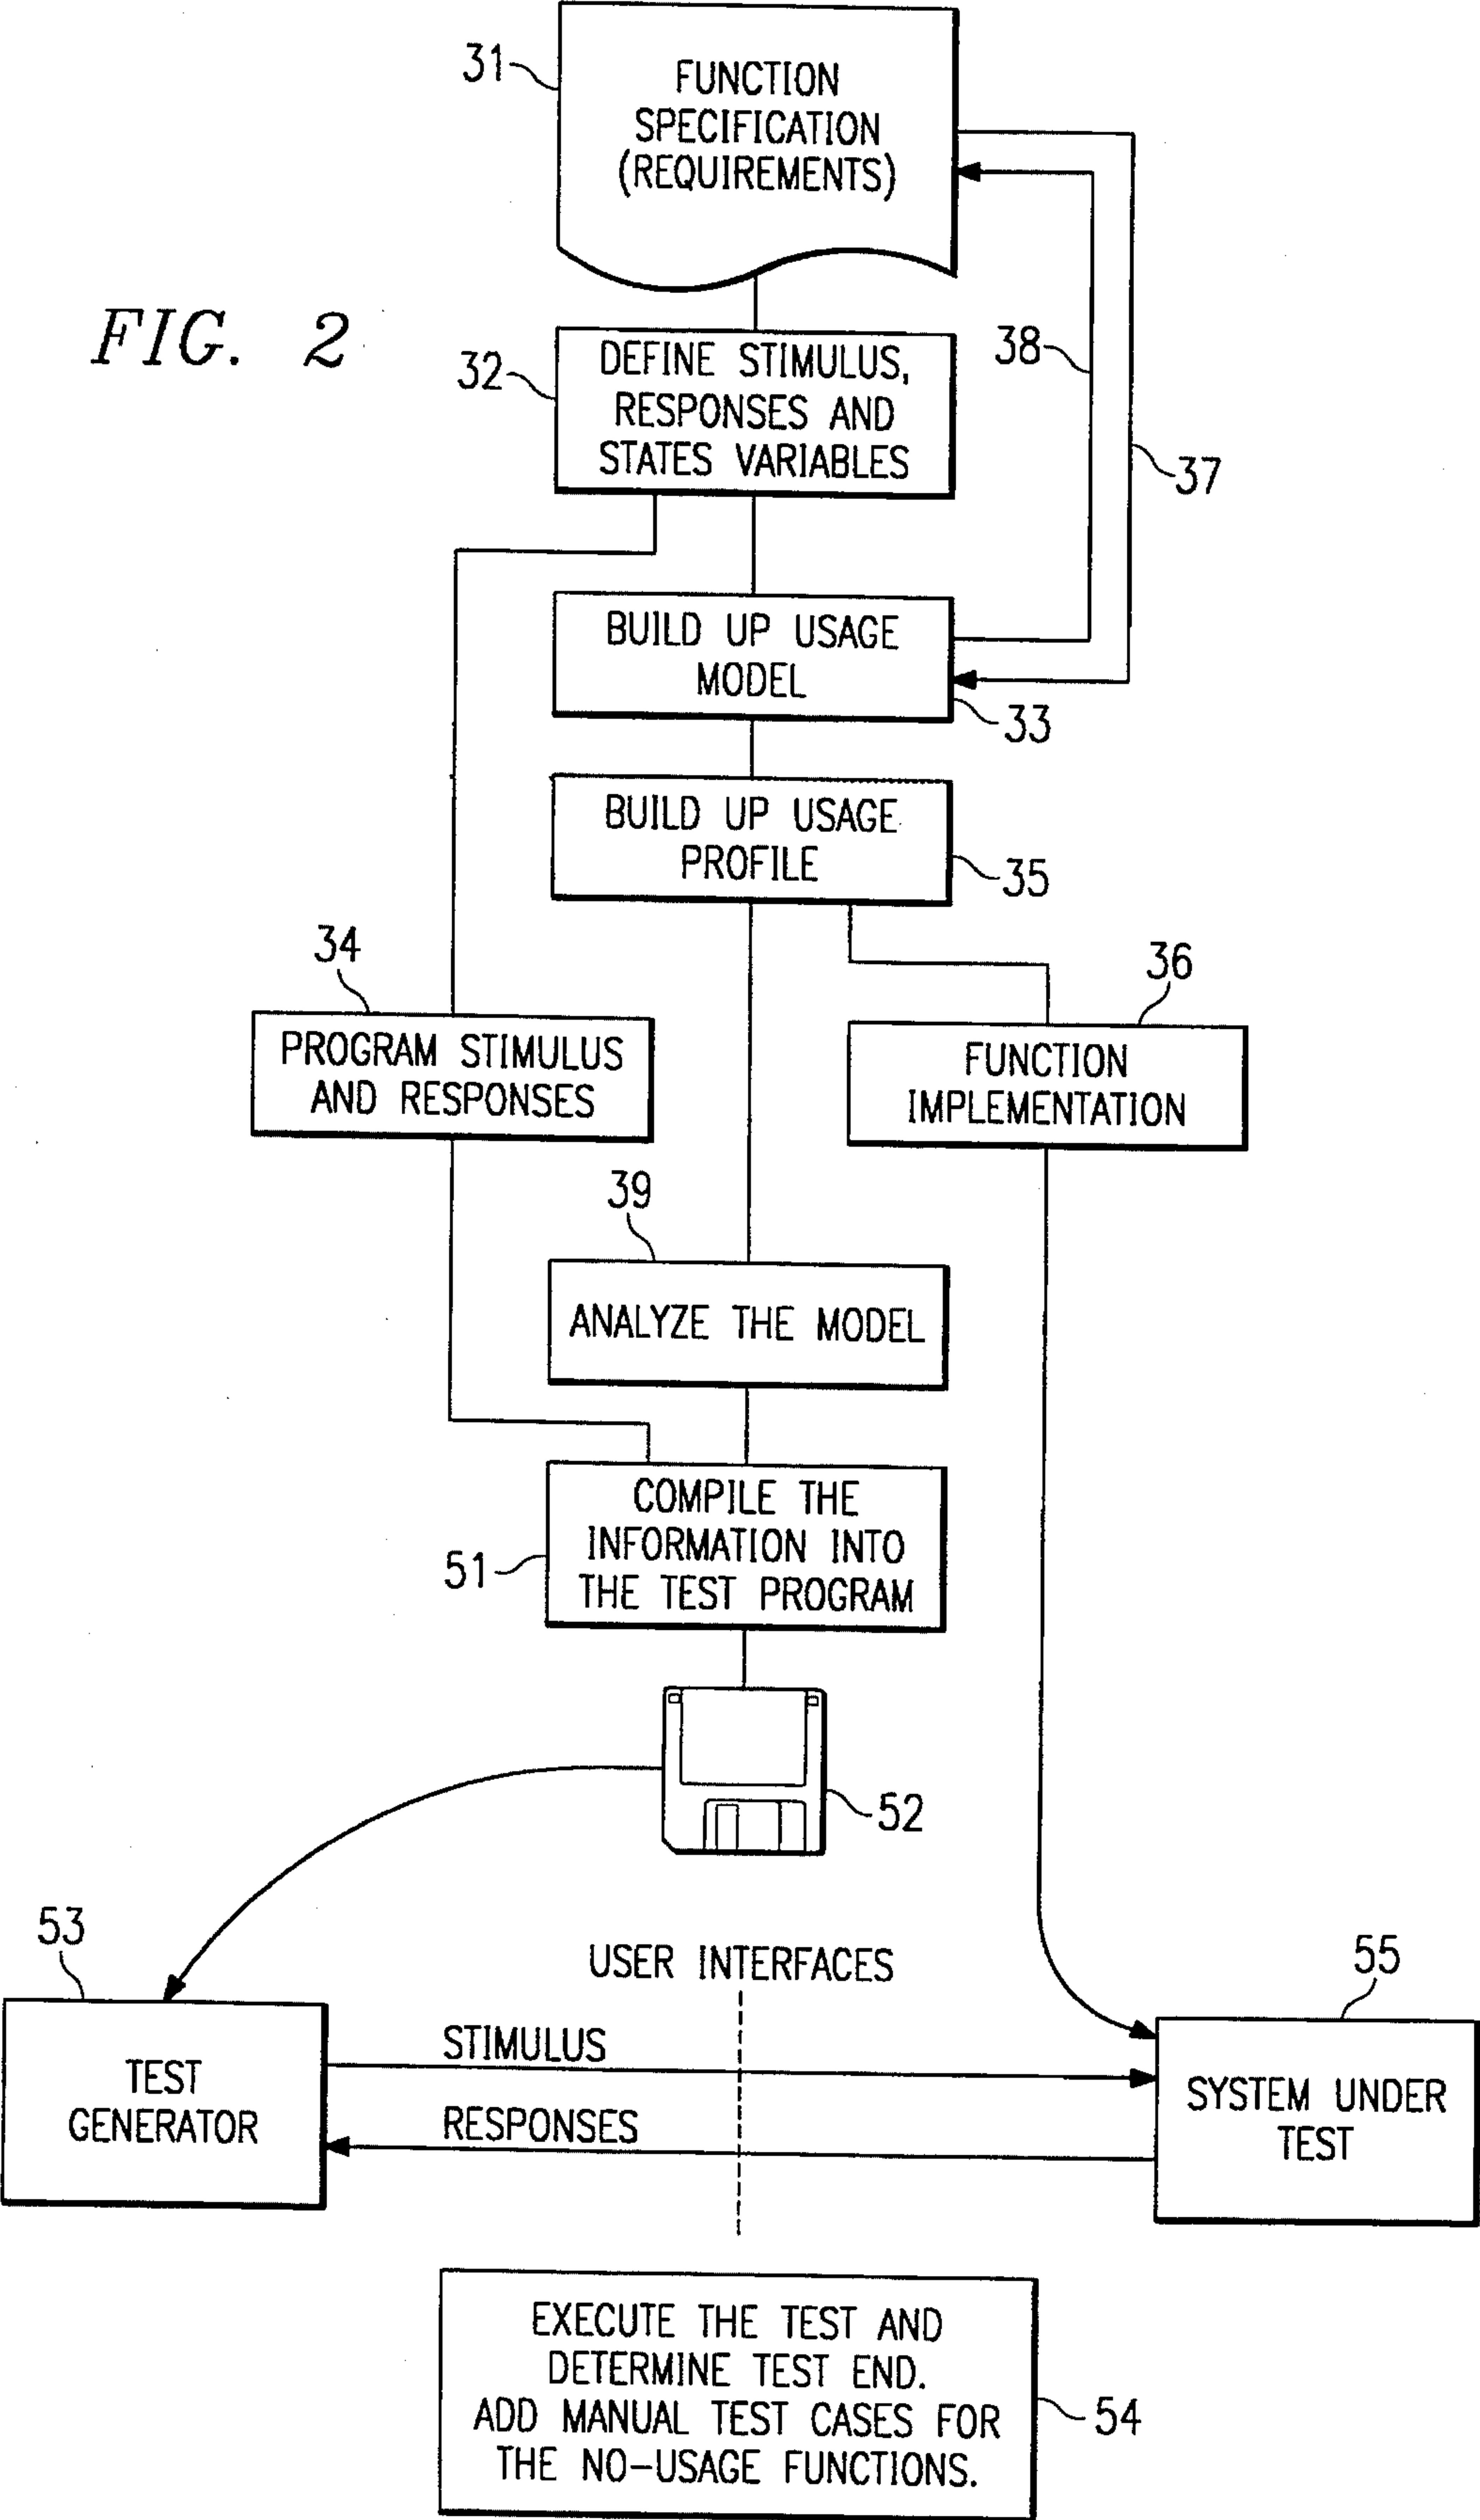 31
FUNCTION
SPECIFICATION
(REQUIREMENTS)
FIG. 2
32
DEFINE STIMULUS,
RESPONSES AND
STATES VARIABLES
38
37
BUILD UP USAGE
MODEL
33
BUILD UP USAGE
PROFILE
35
34
PROGRAM STIMULUS
AND RESPONSES
36
FUNCTION
IMPLEMENTATION
39
ANALYZE THE MODEL
51
COMPILE THE
INFORMATION INTO
THE TEST PROGRAM
52
53
TEST
GENERATOR
USER INTERFACES
STIMULUS
RESPONSES
55
SYSTEM UNDER
TEST
EXECUTE THE TEST AND
DETERMINE TEST END.
ADD MANUAL TEST CASES FOR
THE NO-USAGE FUNCTIONS.
54